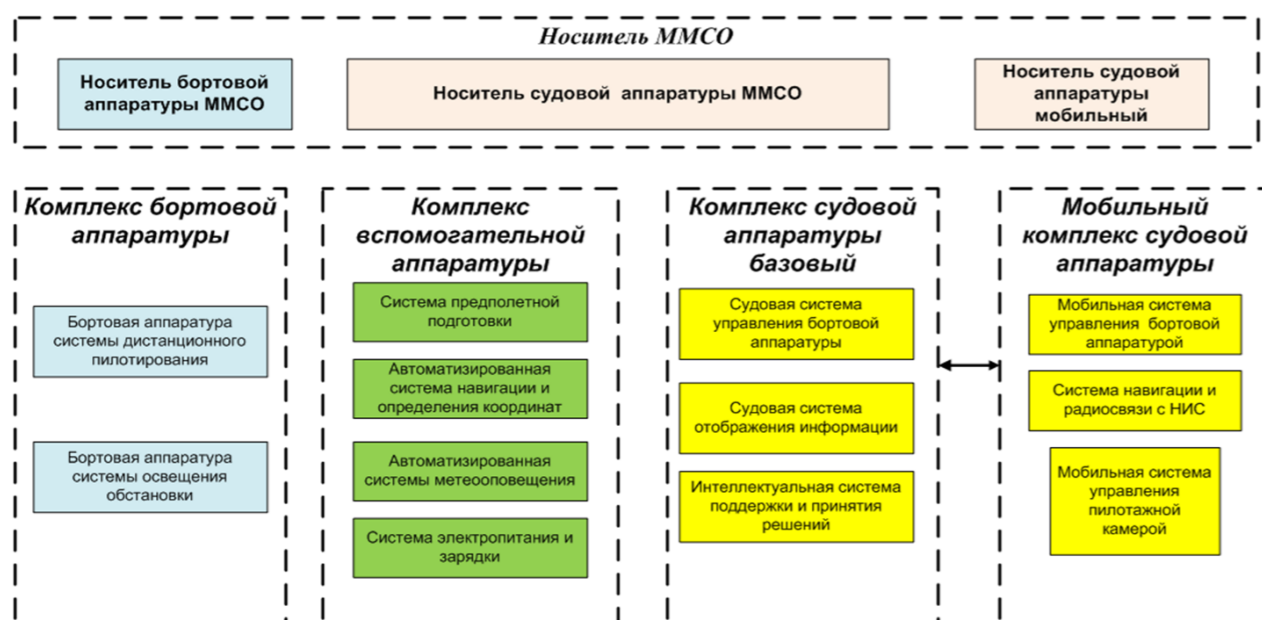 Носитель ММСО
Носитель бортовой
аппаратуры ММСО
Носитель судовой аппаратуры ММСО
Носитель судовой
аппаратуры
мобильный
Комплекс бортовой
аппаратуры
Бортовая аппаратура
системы дистанционного
пилотирования
Бортовая аппаратура
системы освещения
обстановки
Комплекс
вспомогательной
аппаратуры
Система предполетной
подготовки
Автоматизированная
система навигации и
определения координат
Автоматизированная
системы метеооповещения
Система электропитания и
зарядки
Комплекс судовой
аппаратуры
базовый
Судовая система
управления бортовой
аппаратуры
Судовая система
отображения информации
Интеллектуальная система
поддержки и принятия
решений
Мобильный
комплекс судовой
аппаратуры
Мобильная система
управления бортовой
аппаратурой
Система навигации и
радиосвязи с НИС
Мобильная система
управления
пилотажной
камерой